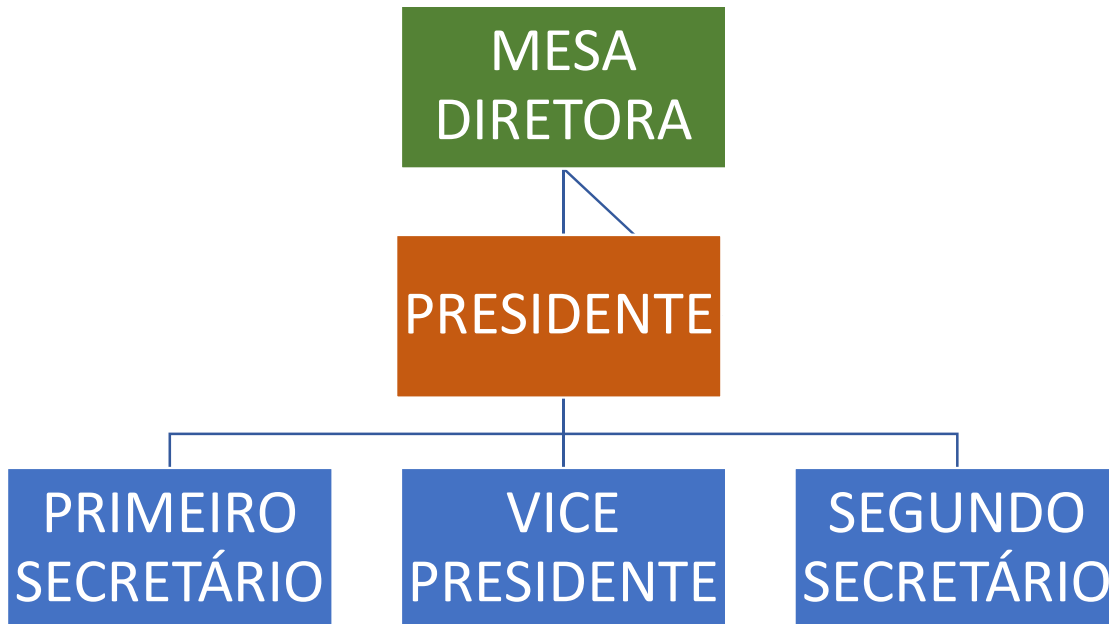 MESA
DIRETORA
PRESIDENTE
PRIMEIRO
SECRETÁRIO
VICE
PRESIDENTE
SEGUNDO
SECRETÁRIO